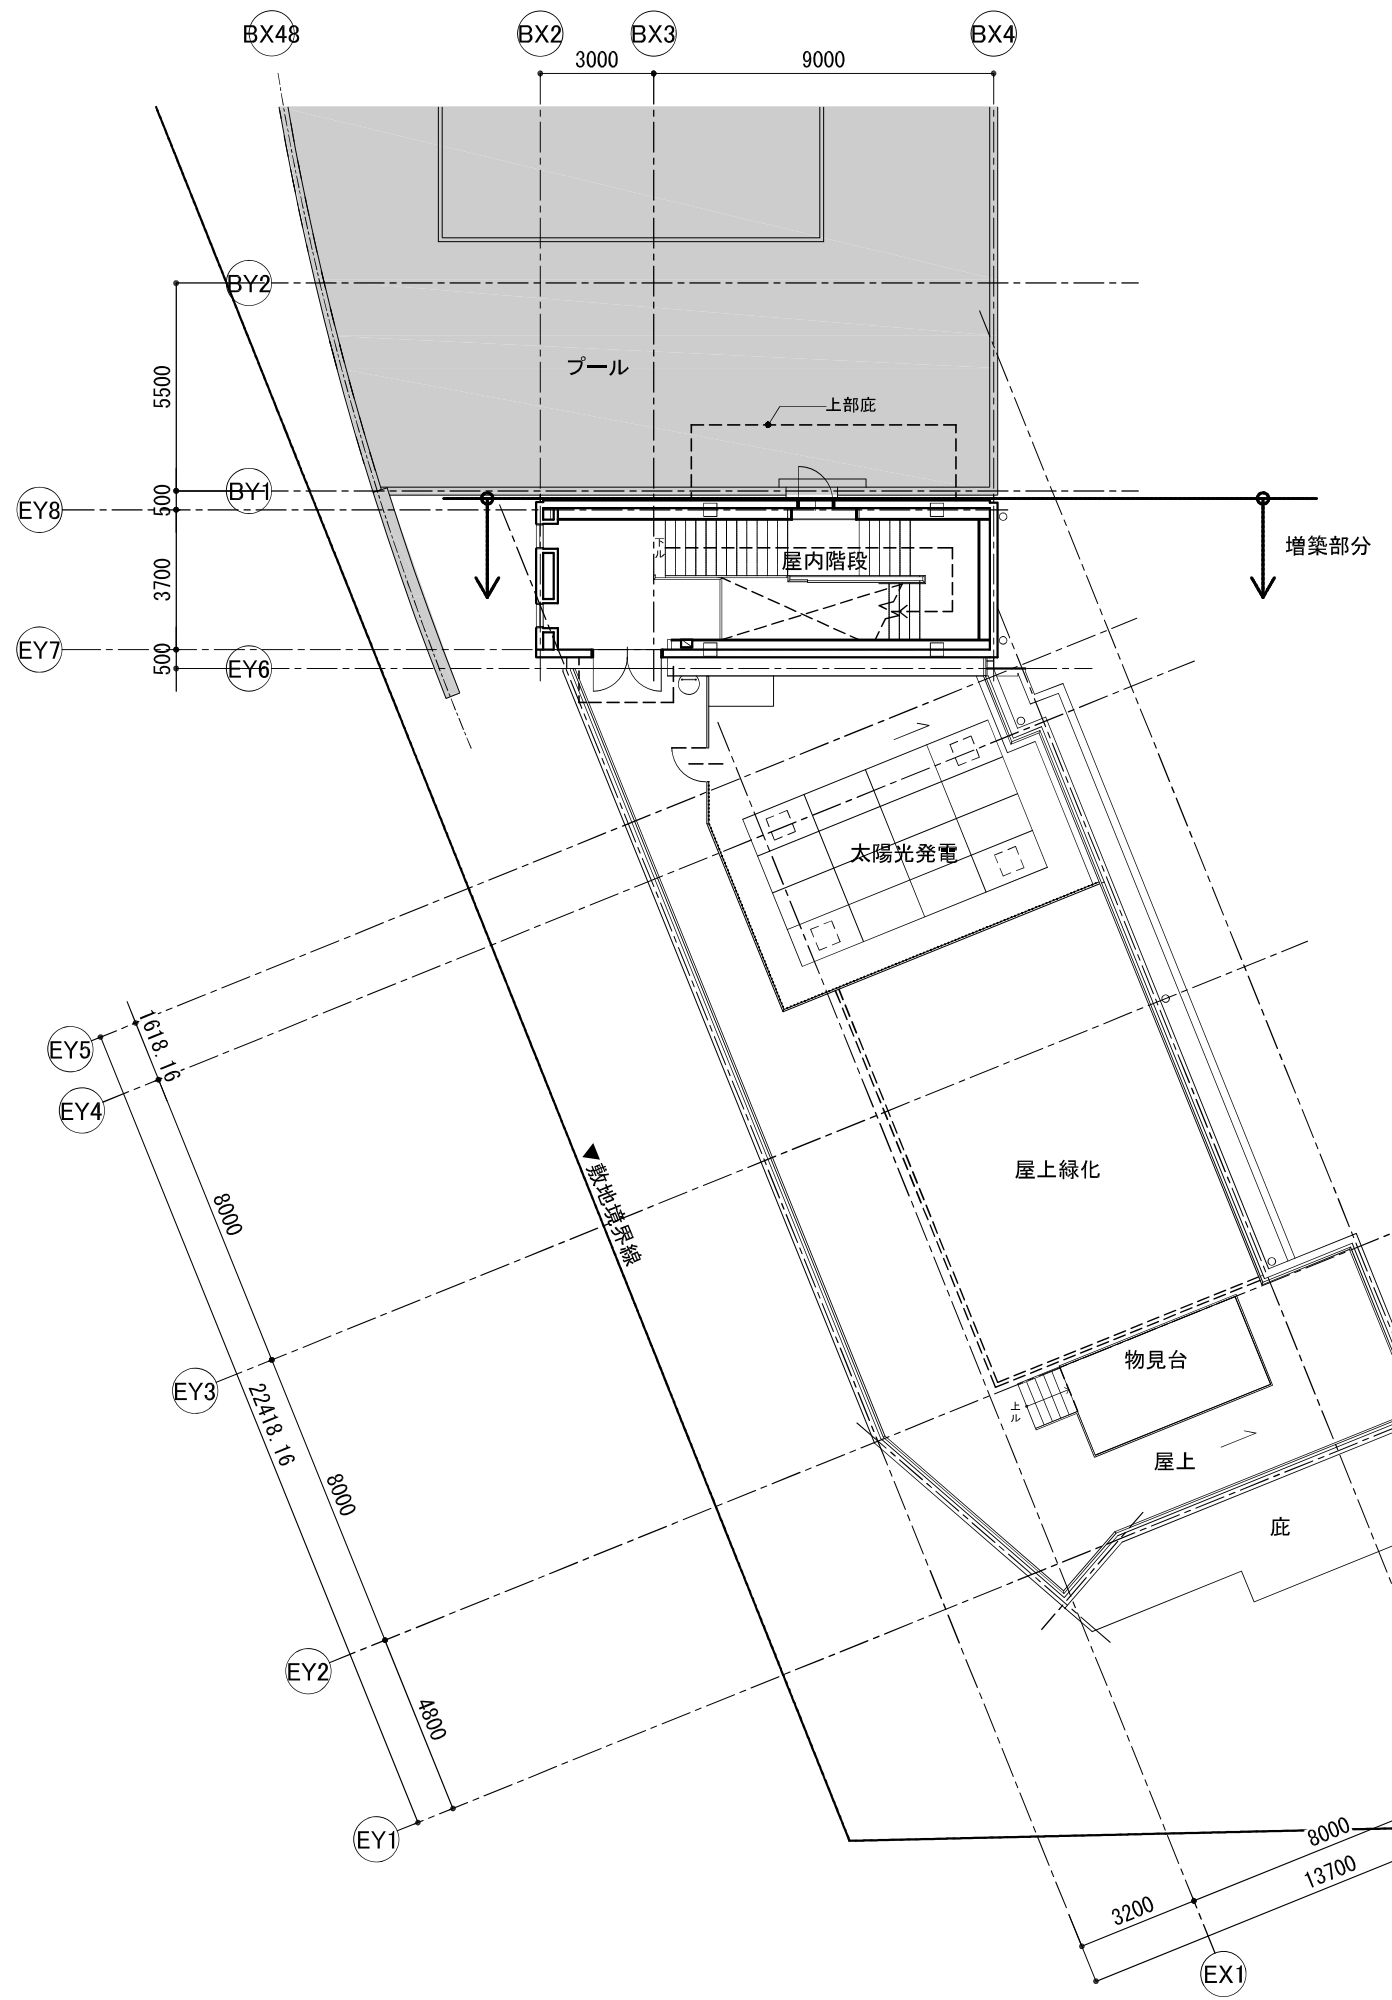 BX48
BX2
BX3
BX4
3000
9000
BY2
5500
プール
上部庇
BY1
500
EY8
増築部分
下ル
屋内階段
3700
EY7
500
EY6
太陽光発電
EY5
1618.16
EY4
8000
▲敷地境界線
屋上緑化
EY3
22418.16
物見台
上ル
屋上
8000
庇
EY2
4800
EY1
8000
13700
3200
EX1